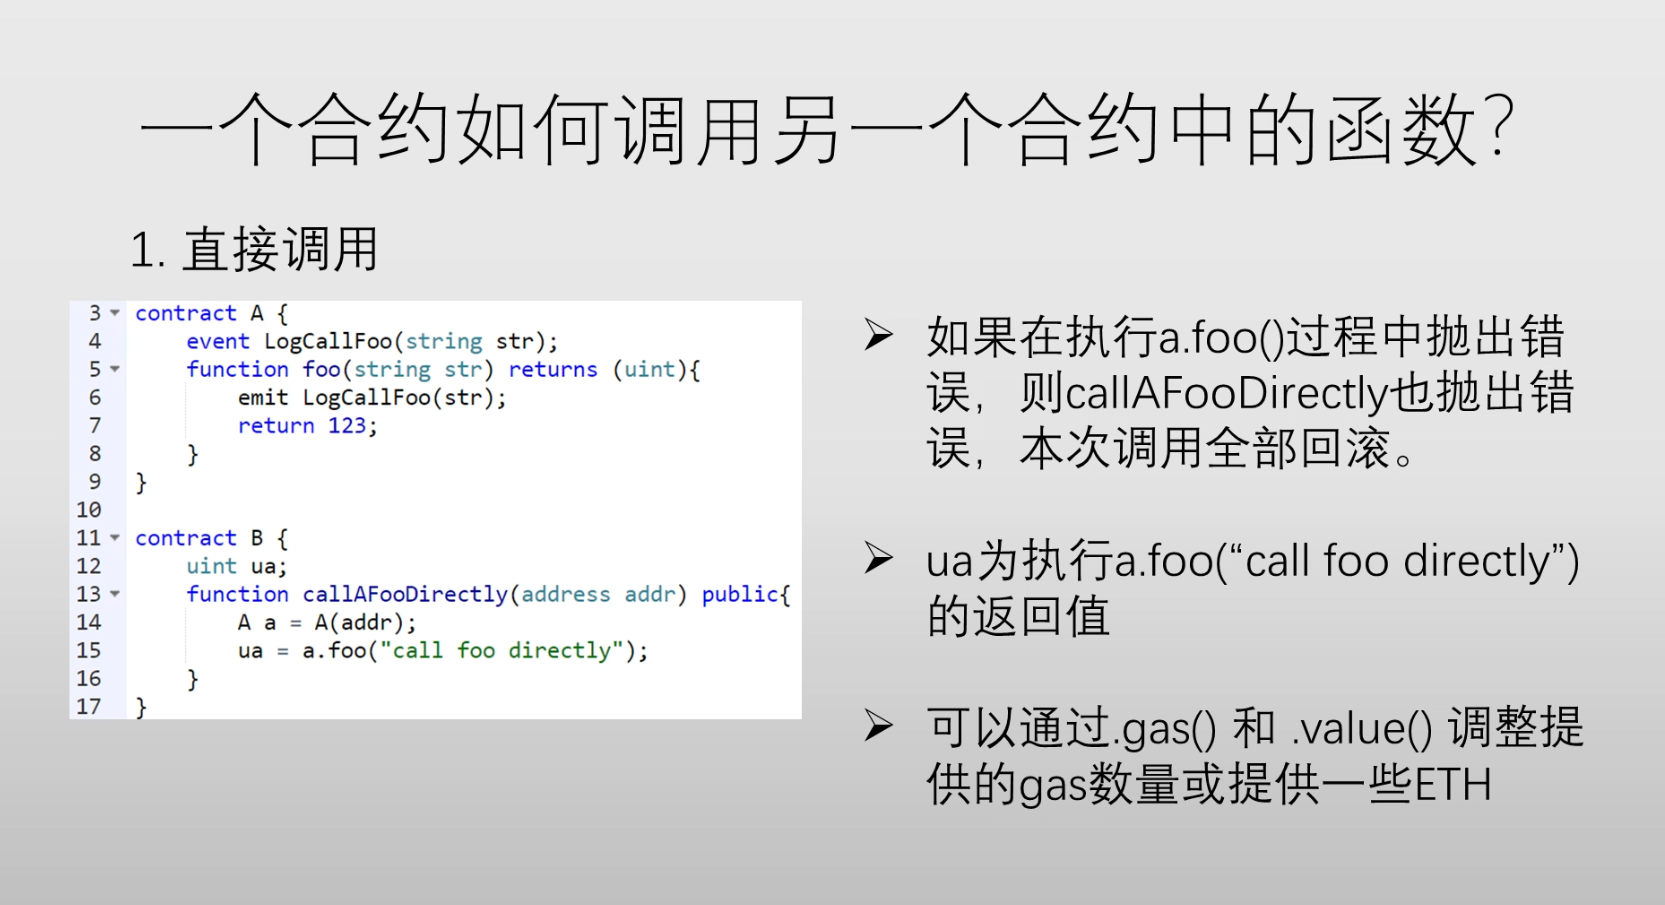 一个合约如何调用另一个合约中的函数?
1. 直接调用
3 contract A {
4 event LogCallFoo(string str);
5 function foo(string str) returns (uint){
6 emit LogCallFoo(str);
7 return 123;
8 }
9 }
10
11 contract B {
12 uint ua;
13 function callAFooDirectly(address addr) public{
14 A a = A(addr);
15 ua = a.foo("call foo directly");
16 }
17 }
➢ 如果在执行a.foo()过程中抛出错
误，则callAFooDirectly也抛出错
误，本次调用全部回滚。
➢ ua为执行a.foo(“call foo directly”)
的返回值
➢ 可以通过.gas() 和 .value() 调整提
供的gas数量或提供一些ETH